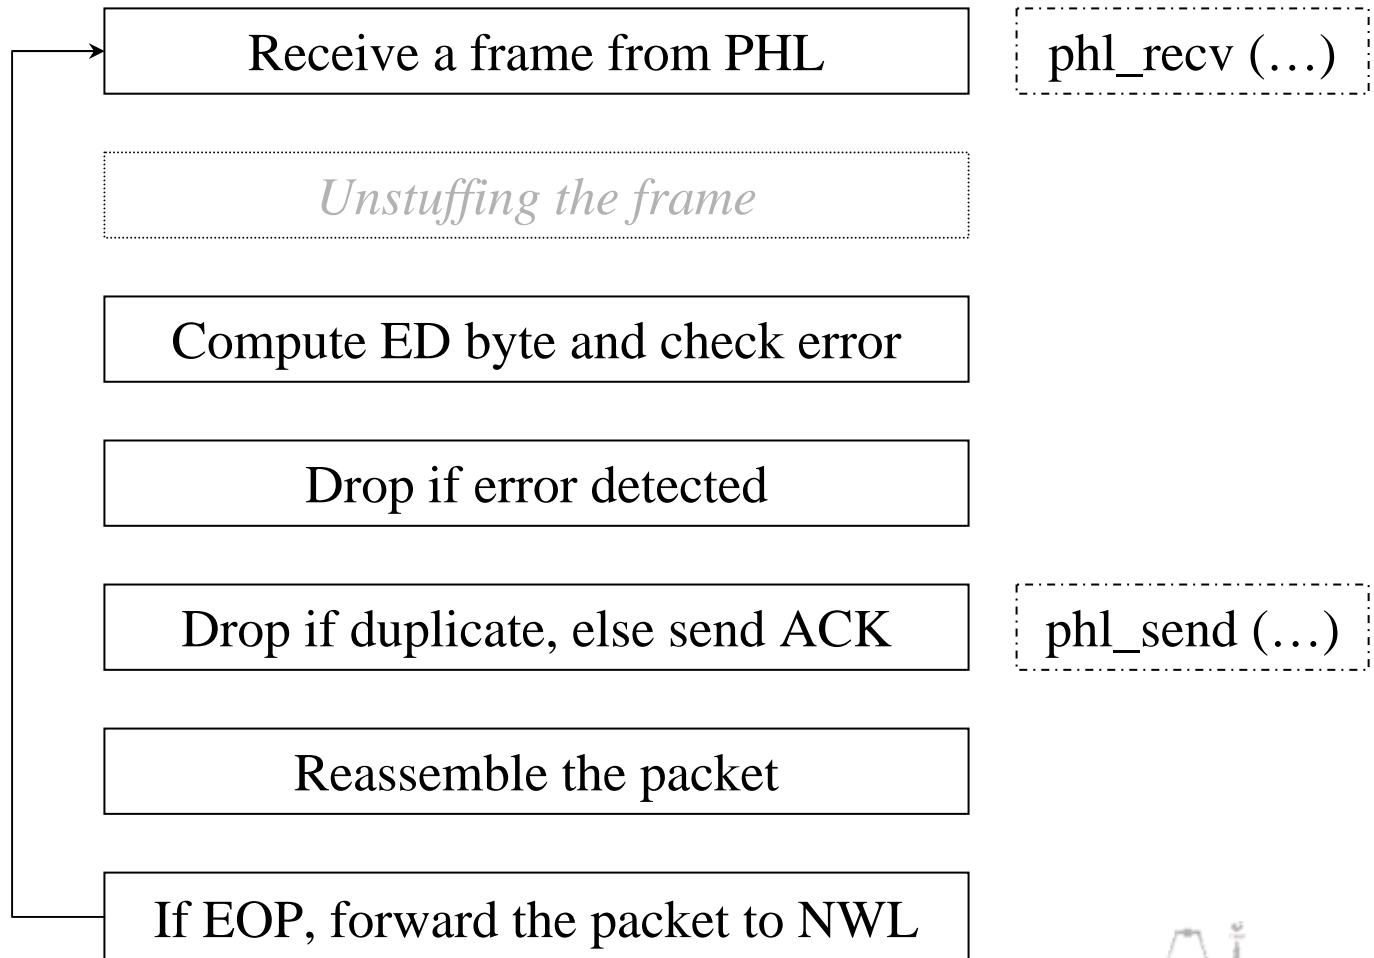 Receive a frame from PHL
phl_recv (…)
Unstuffing the frame
Compute ED byte and check error
Drop if error detected
Drop if duplicate, else send ACK
phl_send (…)
Reassemble the packet
If EOP, forward the packet to NWL